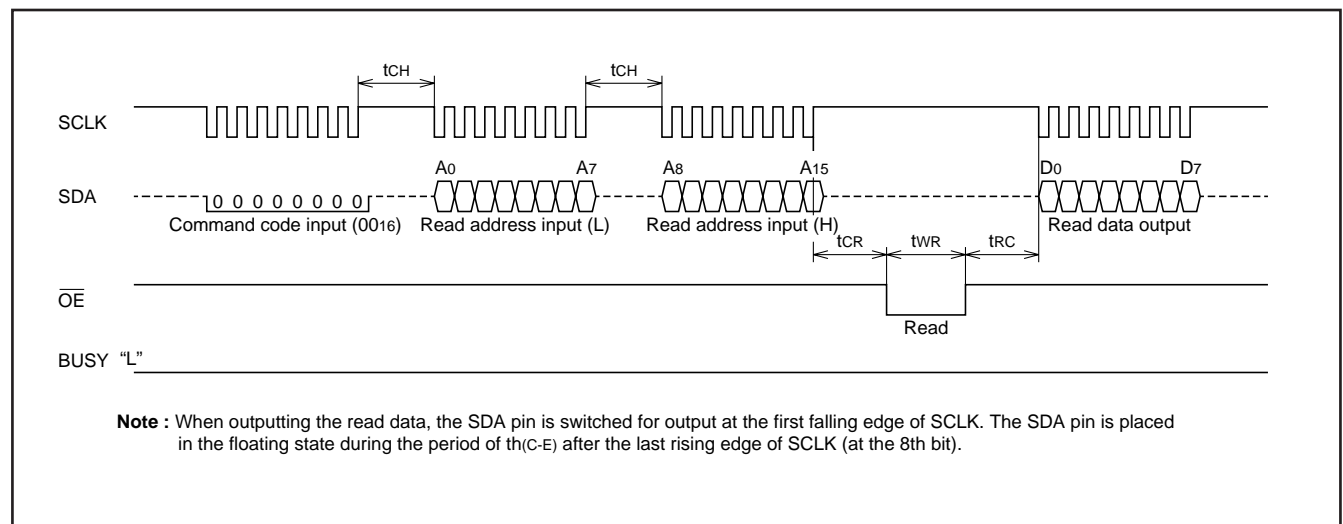 tCH tCH
SCLK
A0 A7 A8 A15 D0 D7
SDA
0 0 0 0 0 0 0 0
Command code input (0016) Read address input (L) Read address input (H) Read data output
tCR tWR tRC
OE
Read
BUSY “L”
Note : When outputting the read data, the SDA pin is switched for output at the first falling edge of SCLK. The SDA pin is placed
in the floating state during the period of th(C-E) after the last rising edge of SCLK (at the 8th bit).